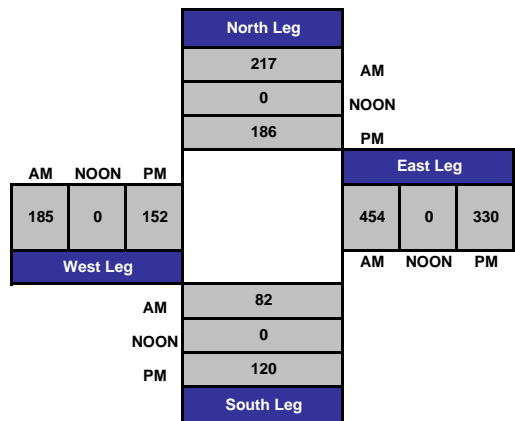 North Leg
217 AM
0 NOON
186 PM
AM NOON PM
East Leg
185 0 152
454 0 330
West Leg
AM NOON PM
AM 82
NOON 0
PM 120
South Leg